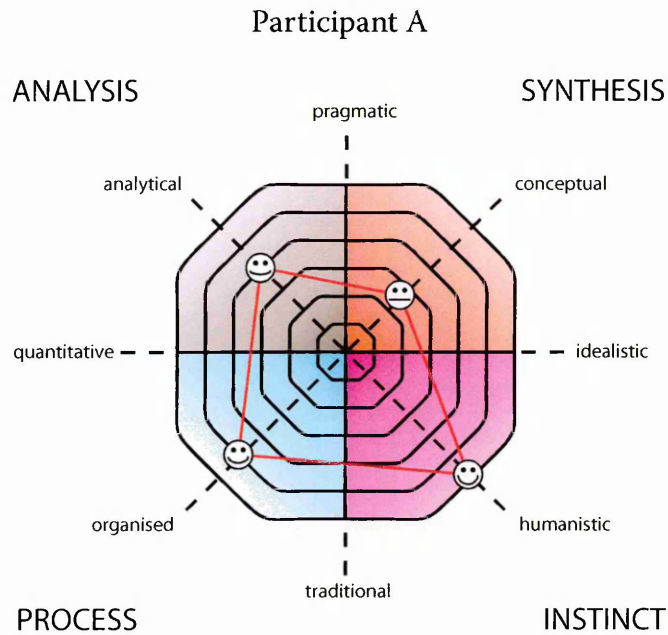 Participant A
ANALYSIS
SYNTHESIS
pragmatic
analytical
conceptual
quantitative
idealistic
organised
humanistic
traditional
PROCESS
INSTINCT